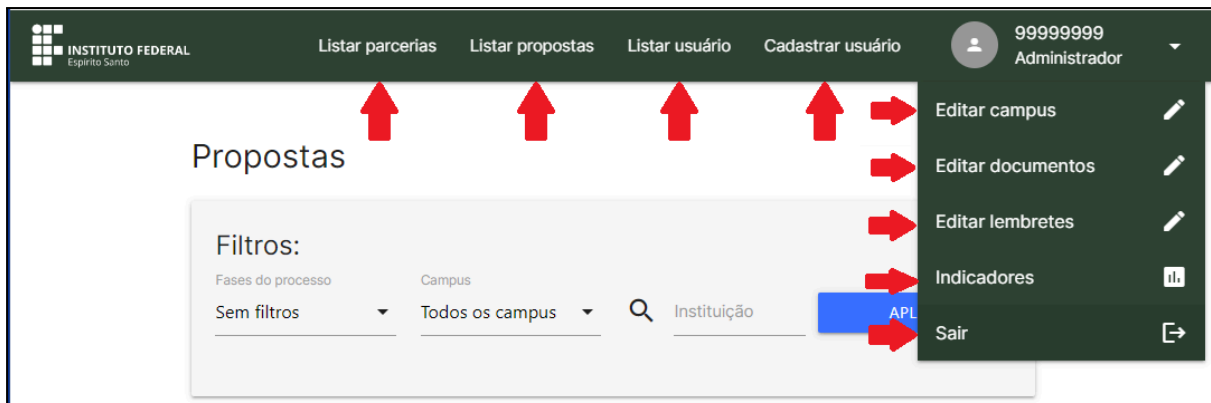 INSTITUTO FEDERAL
Espírito Santo
Listar parcerias
Listar propostas
Listar usuário
Cadastrar usuário
99999999
Administrador
Editar campus
Editar documentos
Editar lembretes
Indicadores
Sair
Propostas
Filtros:
Fases do processo
Campus
Sem filtros
Todos os campus
Instituição
APL